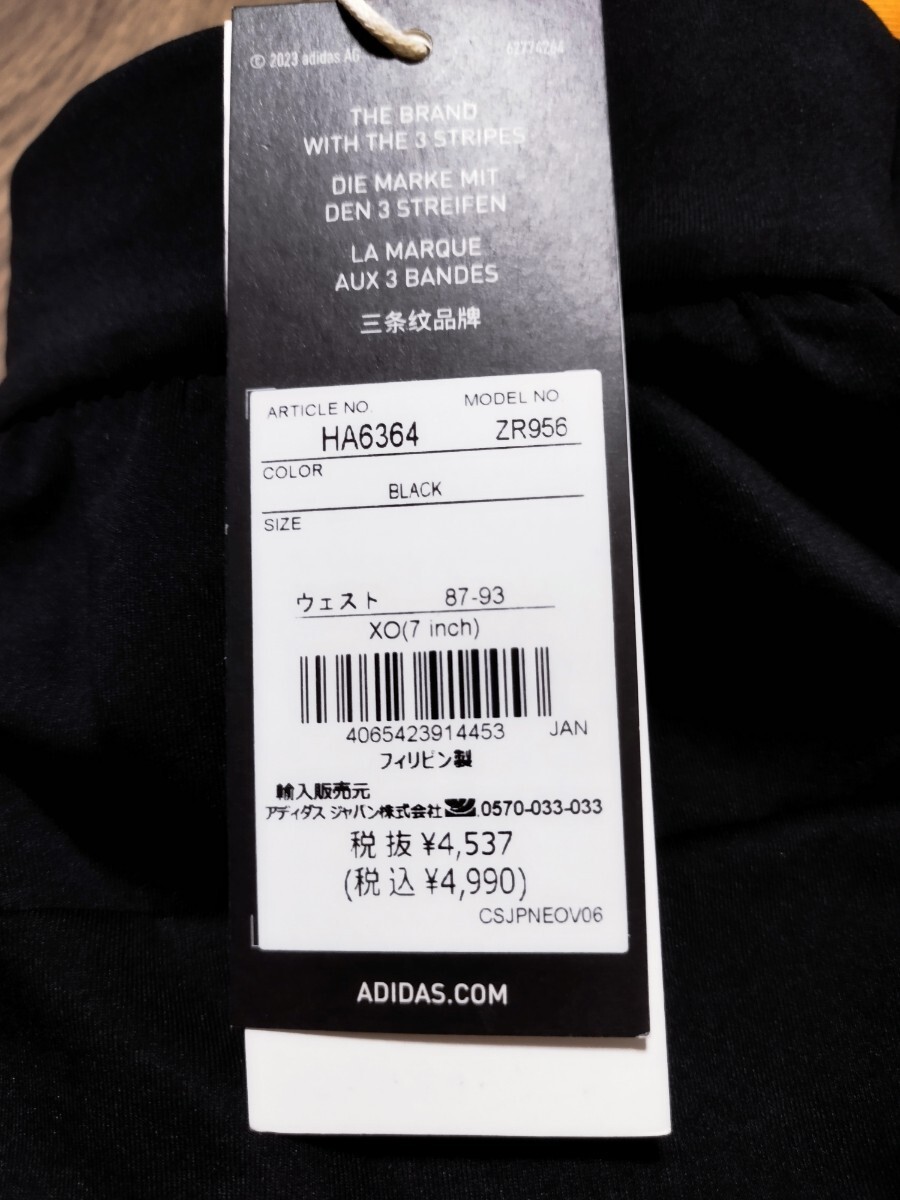 © 2023 adidas AG 62774284
THE BRAND
WITH THE 3 STRIPES
DIE MARKE MIT
DEN 3 STREIFEN
LA MARQUE
AUX 3 BANDES
三条纹品牌
ARTICLE NO. MODEL NO.
HA6364 ZR956
COLOR
BLACK
SIZE
ウェスト 87-93
XO(7 inch)
4065423914453 JAN
フィリピン製
輸入販売元
アディダス ジャパン株式会社 0570-033-033
税 抜 ¥4,537
(税 込 ¥4,990)
CSJPNEOV06
ADIDAS.COM